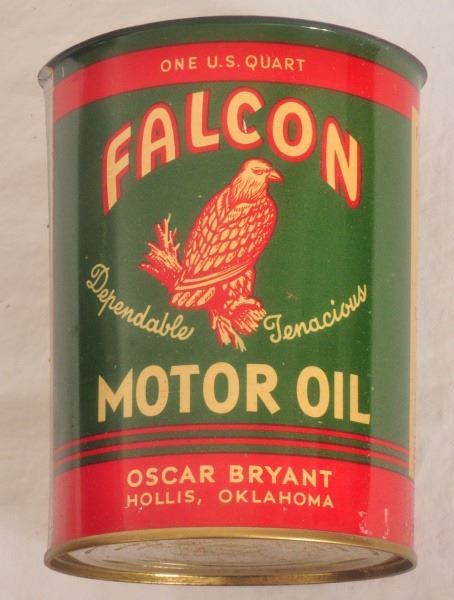 ONE U.S. QUART
FALCON
Dependable Tenacious
MOTOR OIL
OSCAR BRYANT
HOLLIS, OKLAHOMA